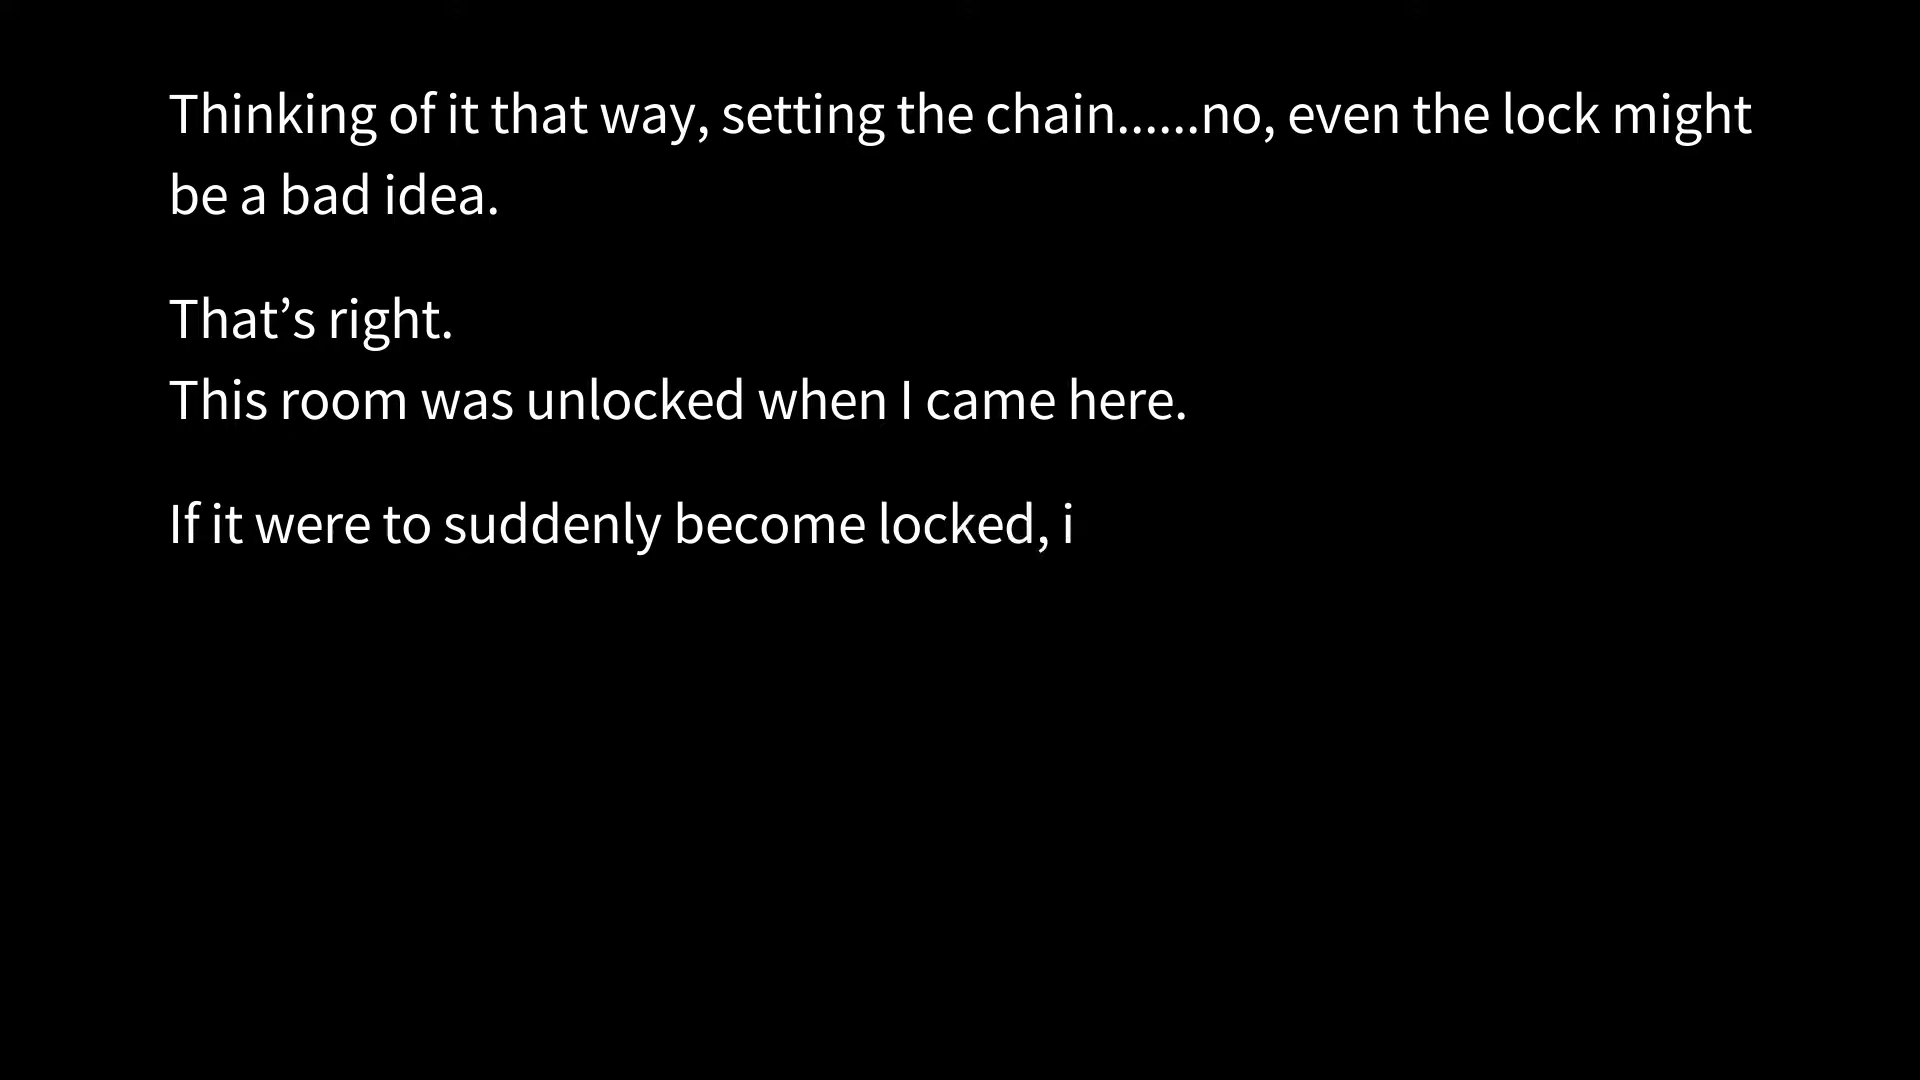 Thinking of it that way, setting the chain......no, even the lock might
be a bad idea.
That’s right.
This room was unlocked when I came here.
If it were to suddenly become locked, i